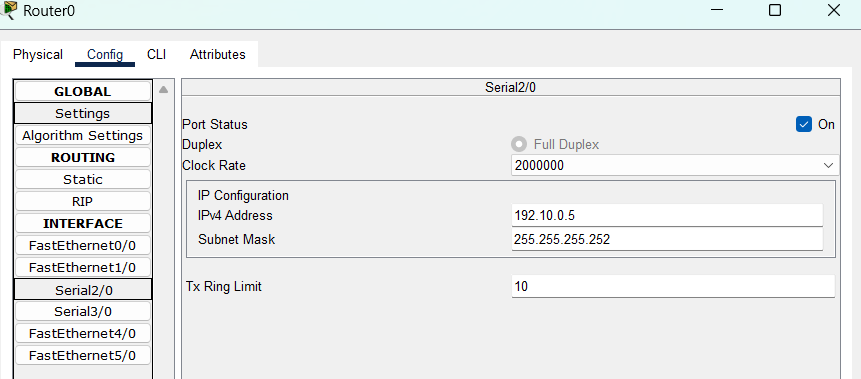 Router0
Physical Config CLI Attributes
GLOBAL
Settings
Algorithm Settings
ROUTING
Static
RIP
INTERFACE
FastEthernet0/0
FastEthernet1/0
Serial2/0
Serial3/0
FastEthernet4/0
FastEthernet5/0
Serial2/0
Port Status On
Duplex Full Duplex
Clock Rate 2000000
IP Configuration
IPv4 Address 192.10.0.5
Subnet Mask 255.255.255.252
Tx Ring Limit 10